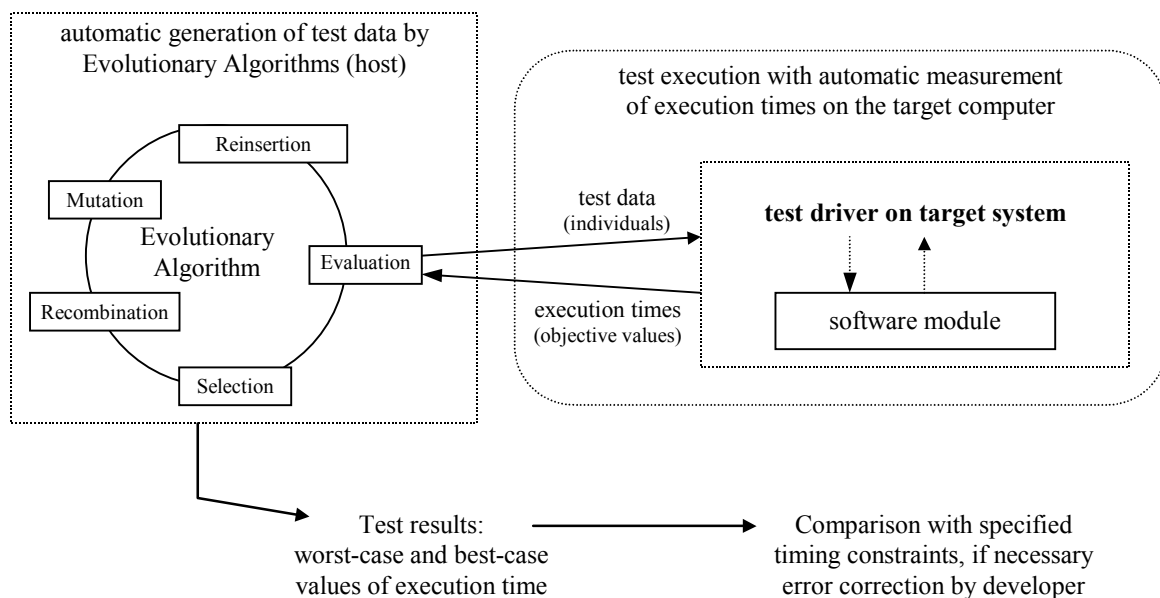 automatic generation of test data by
Evolutionary Algorithms (host)
Reinsertion
Mutation
Evolutionary
Algorithm
Evaluation
Recombination
Selection
test execution with automatic measurement
of execution times on the target computer
test data
(individuals)
execution times
(objective values)
test driver on target system
software module
Test results:
worst-case and best-case
values of execution time
Comparison with specified
timing constraints, if necessary
error correction by developer